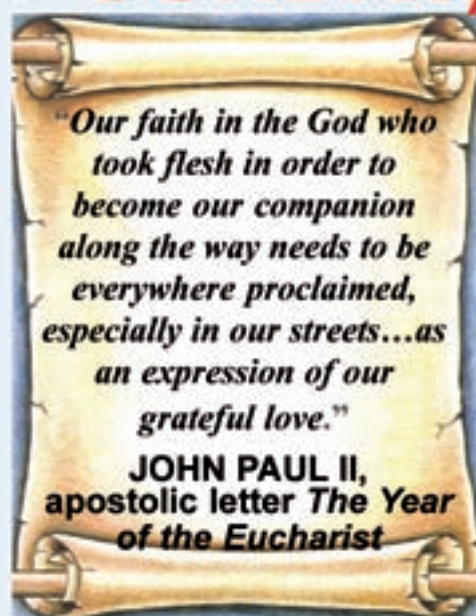 "Our faith in the God who
took flesh in order to
become our companion
along the way needs to be
everywhere proclaimed,
especially in our streets...as
an expression of our
grateful love."
JOHN PAUL II,
apostolic letter The Year
of the Eucharist